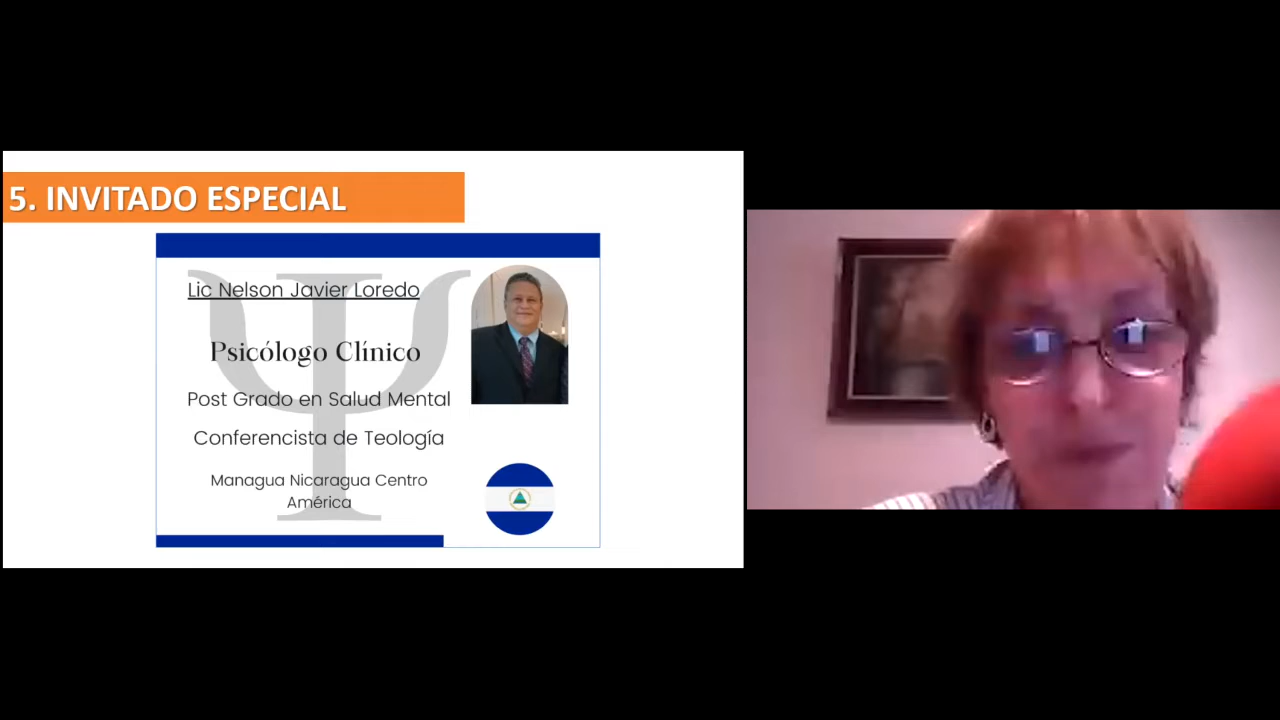 5. INVITADO ESPECIAL
Lic Nelson Javier Loredo
Psicólogo Clínico
Post Grado en Salud Mental
Conferencista de Teología
Managua Nicaragua Centro
América